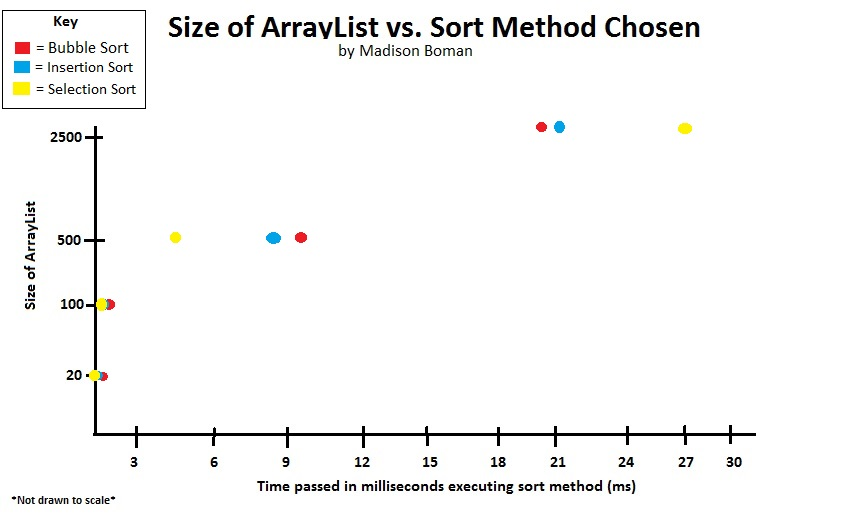 Key
= Bubble Sort
= Insertion Sort
= Selection Sort
Size of ArrayList vs. Sort Method Chosen
by Madison Boman
2500
500
100
20
Size of ArrayList
3 6 9 12 15 18 21 24 27 30
Time passed in milliseconds executing sort method (ms)
*Not drawn to scale*